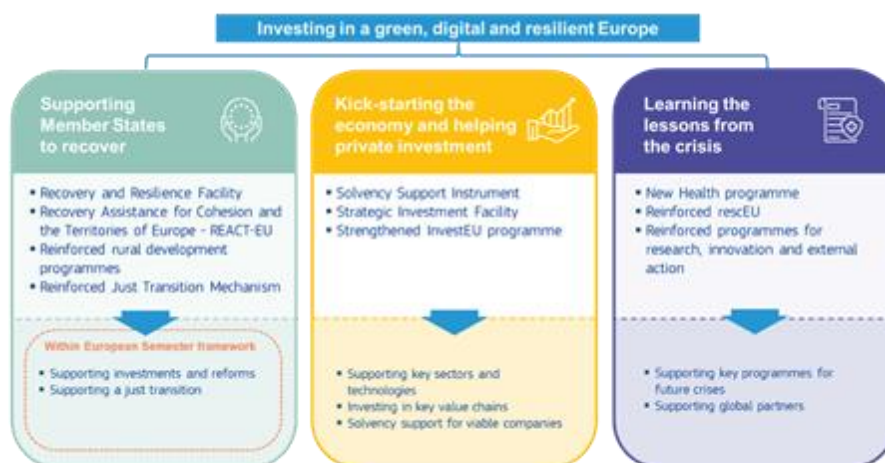 Investing in a green, digital and resilient Europe
Supporting
Member States
to recover
• Recovery and Resilience Facility
• Recovery Assistance for Cohesion and
the Territories of Europe - REACT-EU
• Reinforced rural development
programmes
• Reinforced Just Transition Mechanism
Within European Semester framework
• Supporting investments and reforms
• Supporting a just transition
Kick-starting the
economy and helping
private investment
• Solvency Support Instrument
• Strategic Investment Facility
• Strengthened InvestEU programme
• Supporting key sectors and
technologies
• Investing in key value chains
• Solvency support for viable companies
Learning the
lessons from
the crisis
• New Health programme
• Reinforced rescEU
• Reinforced programmes for
research, innovation and external
action
• Supporting key programmes for
future crises
• Supporting global partners